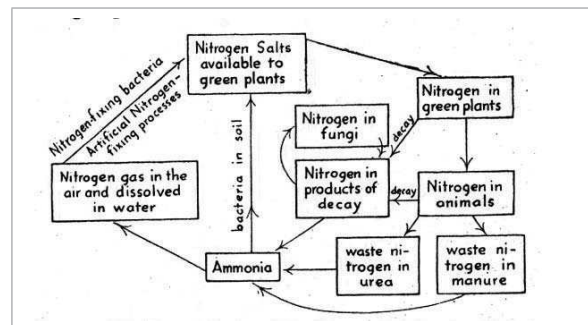 Nitrogen Salts
available to
green plants
Nitrogen-fixing bacteria
Artificial Nitrogen-
fixing processes
Nitrogen in
green plants
Nitrogen in
fungi
decay
bacteria in soil
Nitrogen gas in the
air and dissolved
in water
Nitrogen in
products of
decay
decay
Nitrogen in
animals
Ammonia
waste ni-
trogen in
urea
waste ni-
trogen in
manure